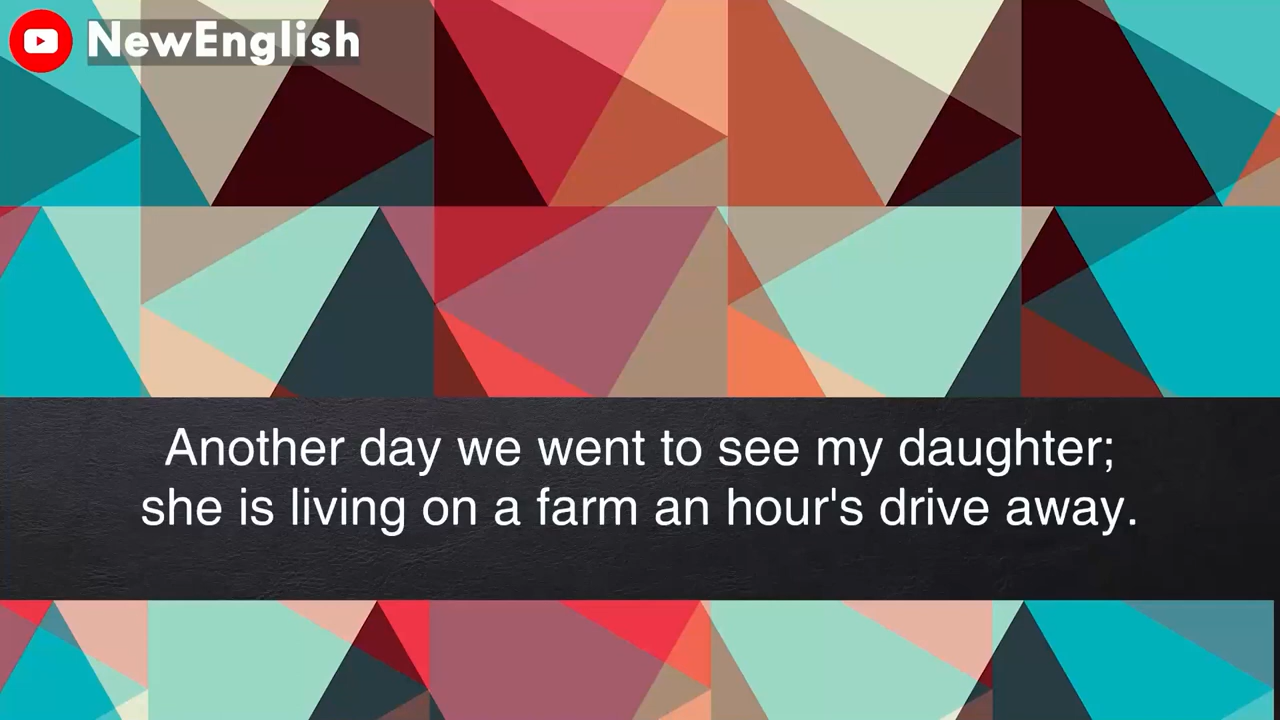 NewEnglish
Another day we went to see my daughter;
she is living on a farm an hour's drive away.